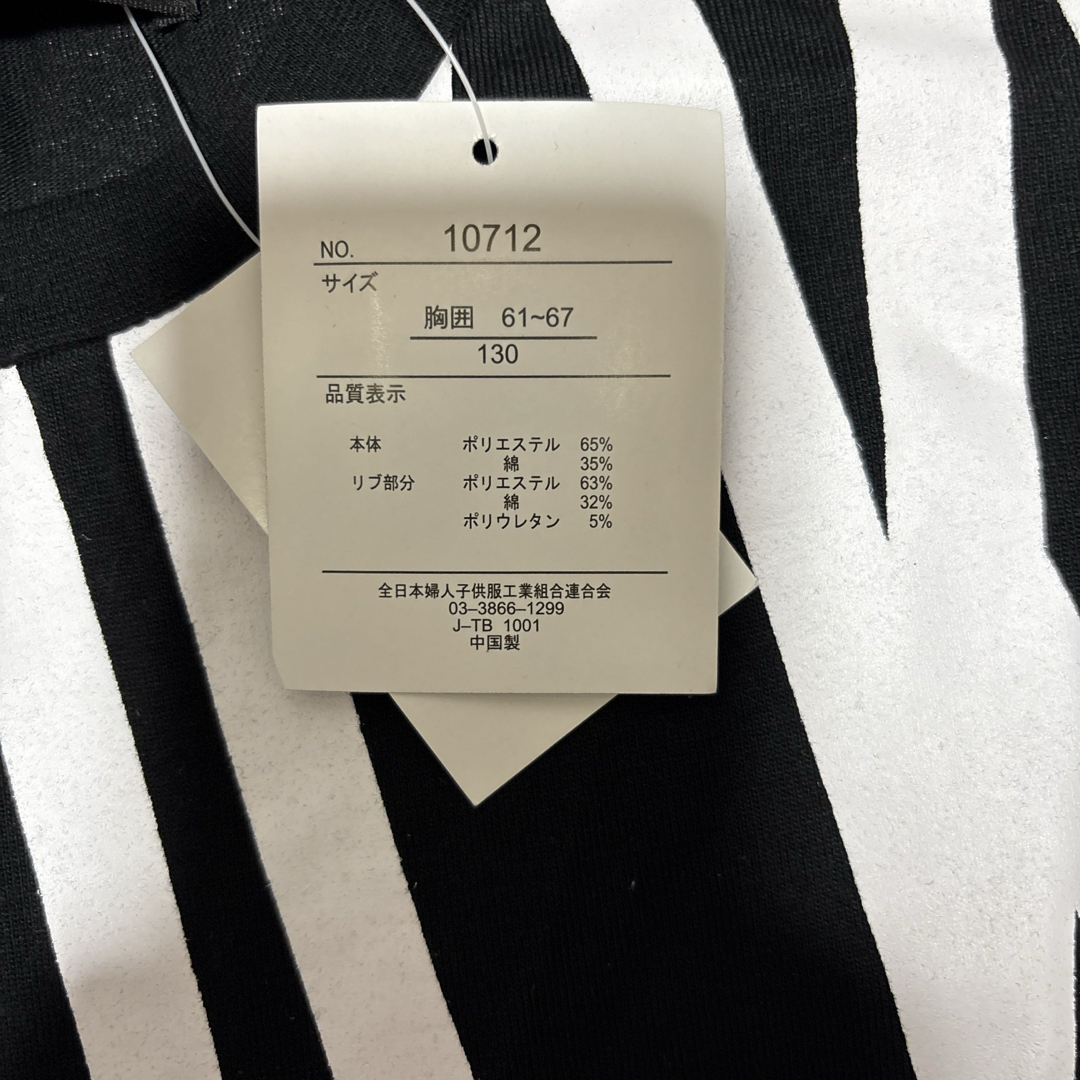 NO. 10712
サイズ
胸囲 61~67
130
品質表示
本体 ポリエステル 65%
綿 35%
リブ部分 ポリエステル 63%
綿 32%
ポリウレタン 5%
全日本婦人子供服工業組合連合会
03–3866–1299
J–TB 1001
中国製